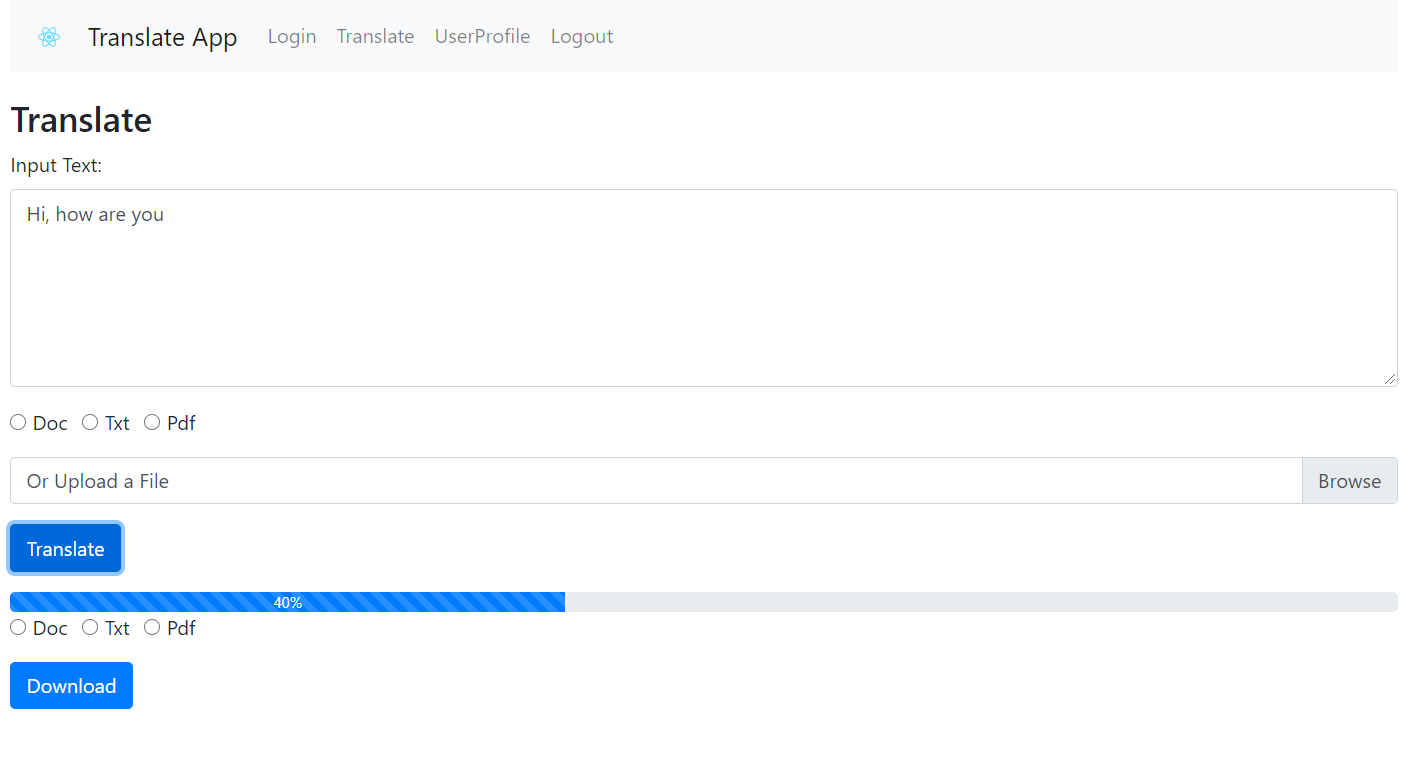 Translate App Login Translate UserProfile Logout
Translate
Input Text:
Hi, how are you
Doc Txt Pdf
Or Upload a File Browse
Translate
40%
Doc Txt Pdf
Download